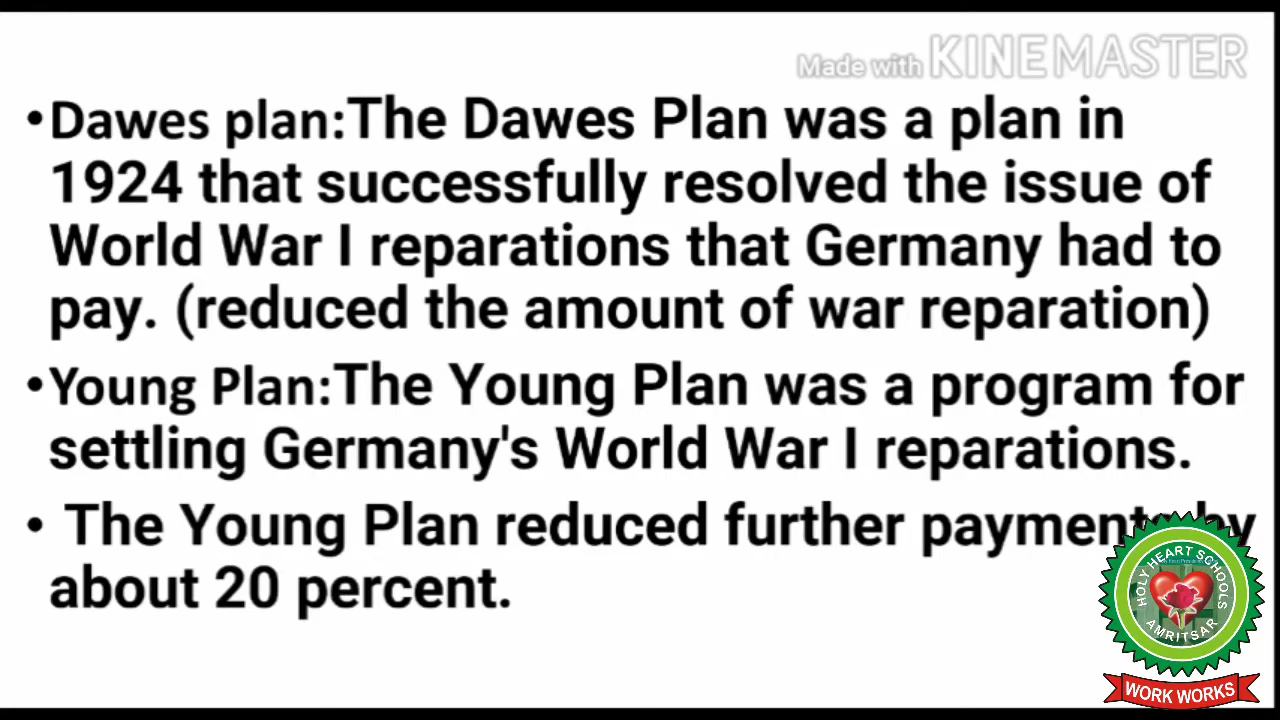 Made with KINEMASTER
•Dawes plan:The Dawes Plan was a plan in
1924 that successfully resolved the issue of
World War I reparations that Germany had to
pay. (reduced the amount of war reparation)
•Young Plan:The Young Plan was a program for
settling Germany's World War I reparations.
• The Young Plan reduced further payments by
about 20 percent.
HOLY HEART SCHOOLS
AMRITSAR
WORK WORKS